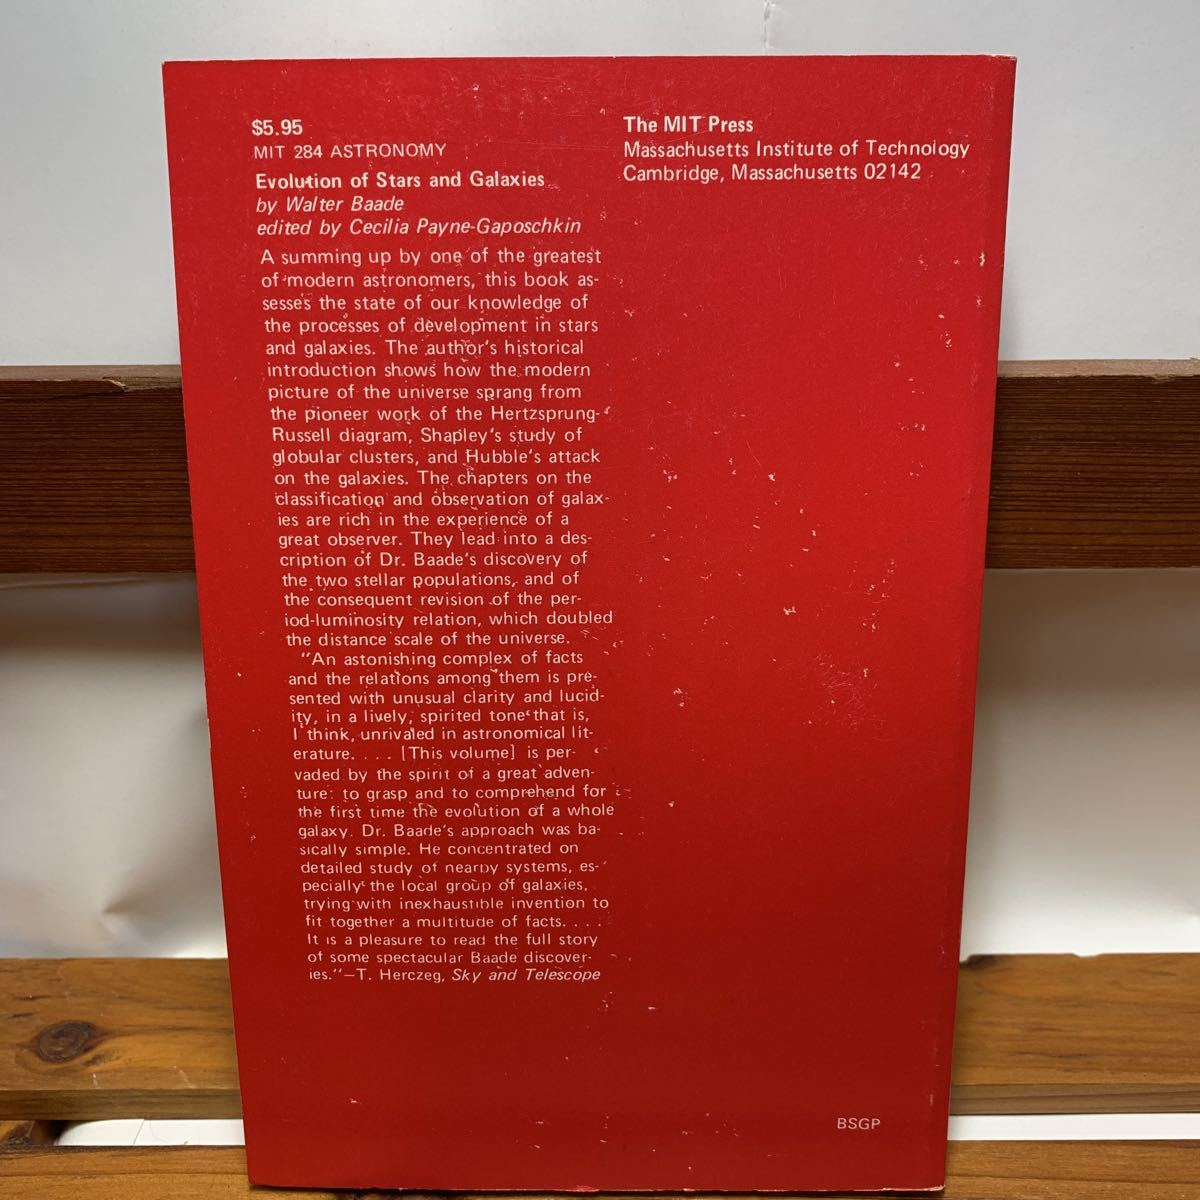 $5.95
MIT 284 ASTRONOMY
Evolution of Stars and Galaxies
by Walter Baade
edited by Cecilia Payne-Gaposchkin
A summing up by one of the greatest
of modern astronomers, this book as-
sesses the state of our knowledge of
the processes of development in stars
and galaxies. The author's historical
introduction shows how the modern
picture of the universe sprang from
the pioneer work of the Hertzsprung-
Russell diagram, Shapley's study of
globular clusters, and Hubble's attack
on the galaxies. The chapters on the
classification and observation of galax-
ies are rich in the experience of a
great observer. They lead into a des-
cription of Dr. Baade's discovery of
the two stellar populations, and of
the consequent revision of the per-
iod-luminosity relation, which doubled
the distance scale of the universe.
"An astonishing complex of facts
and the relations among them is pre-
sented with unusual clarity and lucid-
ity, in a lively, spirited tone that is,
I think, unrivaled in astronomical lit-
erature. . . . [This volume] is per-
vaded by the spirit of a great adven-
ture: to grasp and to comprehend for
the first time the evolution of a whole
galaxy. Dr. Baade's approach was ba-
sically simple. He concentrated on
detailed study of nearby systems, es-
pecially the local group of galaxies,
trying with inexhaustible invention to
fit together a multitude of facts. . . .
It is a pleasure to read the full story
of some spectacular Baade discover-
ies."—T. Herczeg, Sky and Telescope
The MIT Press
Massachusetts Institute of Technology
Cambridge, Massachusetts 02142
BSGP